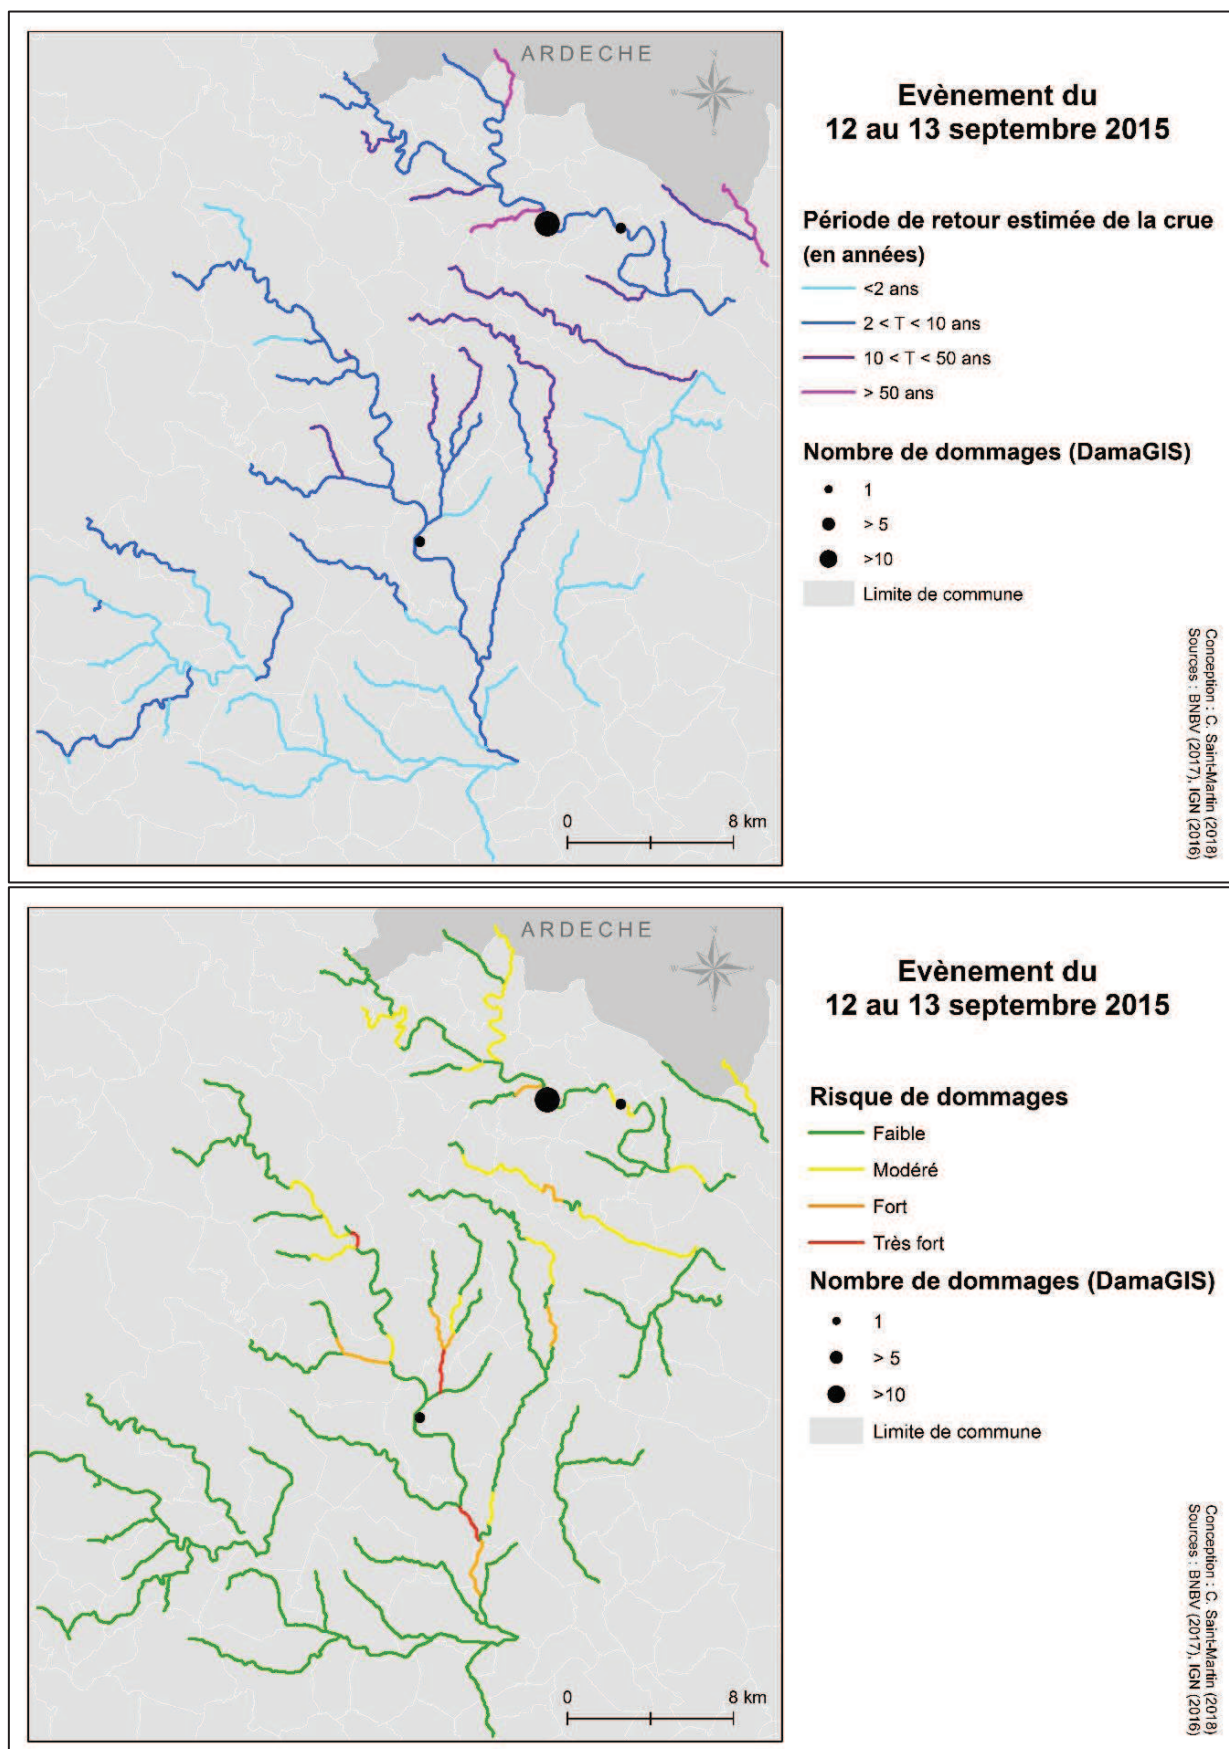 ARDECHE
N
W
E
S
Evènement du
12 au 13 septembre 2015
Période de retour estimée de la crue
(en années)
<2 ans
2 < T < 10 ans
10 < T < 50 ans
> 50 ans
Nombre de dommages (DamaGIS)
1
> 5
>10
Limite de commune
0 8 km
Conception : C. Saint-Martin (2018)
Sources : BNBV (2017), IGN (2016)
ARDECHE
N
W
E
S
Evènement du
12 au 13 septembre 2015
Risque de dommages
Faible
Modéré
Fort
Très fort
Nombre de dommages (DamaGIS)
1
> 5
>10
Limite de commune
0 8 km
Conception : C. Saint-Martin (2018)
Sources : BNBV (2017), IGN (2016)